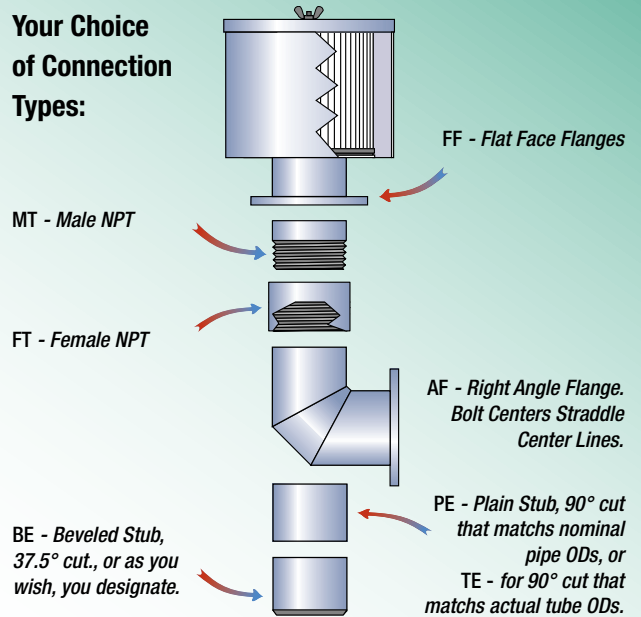 Your Choice
of Connection
Types:
FF - Flat Face Flanges
MT - Male NPT
FT - Female NPT
AF - Right Angle Flange.
Bolt Centers Straddle
Center Lines.
PE - Plain Stub, 90° cut
that matchs nominal
pipe ODs, or
TE - for 90° cut that
matchs actual tube ODs.
BE - Beveled Stub,
37.5° cut., or as you
wish, you designate.